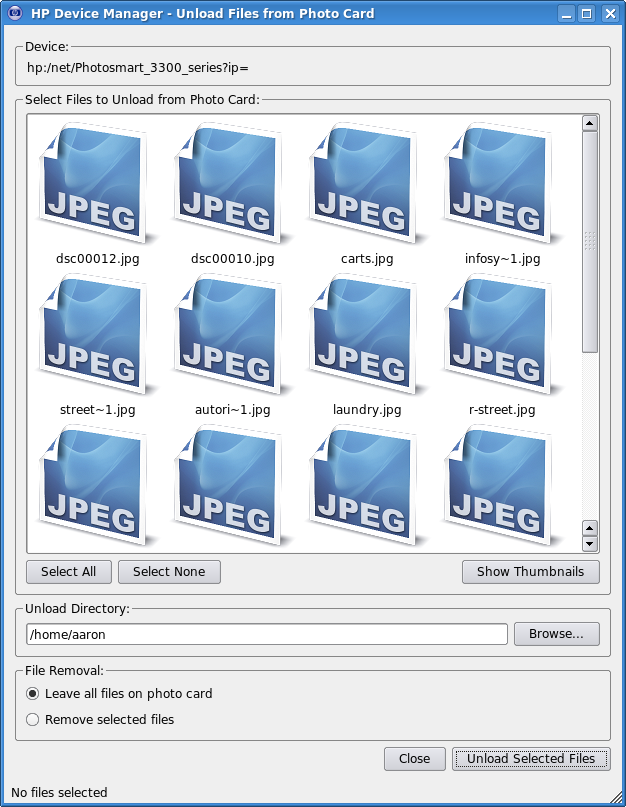 HP Device Manager - Unload Files from Photo Card
Device:
hp:/net/Photosmart_3300_series?ip=
Select Files to Unload from Photo Card:
JPEG JPEG JPEG JPEG
dsc00012.jpg dsc00010.jpg carts.jpg infosy~1.jpg
JPEG JPEG JPEG JPEG
street~1.jpg autori~1.jpg laundry.jpg r-street.jpg
JPEG JPEG JPEG JPEG
Select All Select None Show Thumbnails
Unload Directory:
/home/aaron Browse...
File Removal:
Leave all files on photo card
Remove selected files
Close Unload Selected Files
No files selected